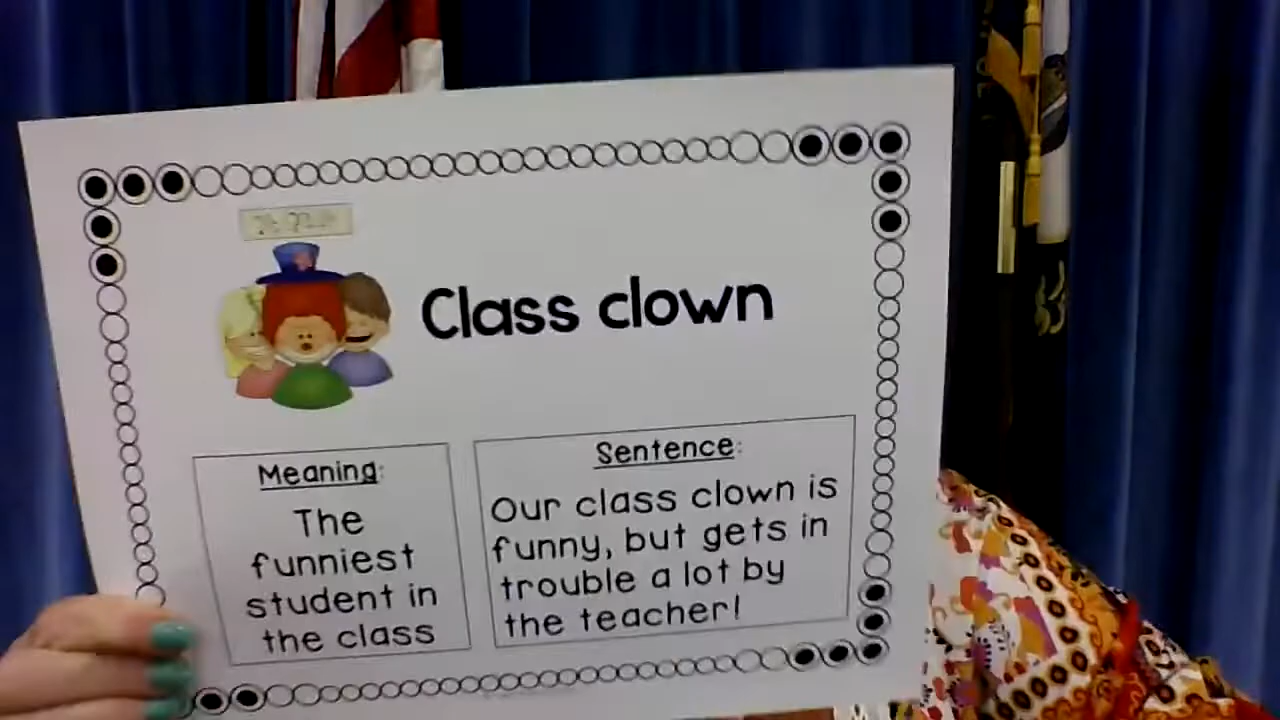 Class clown
Meaning:
The
funniest
student in
the class
Sentence:
Our class clown is
funny, but gets in
trouble a lot by
the teacher!